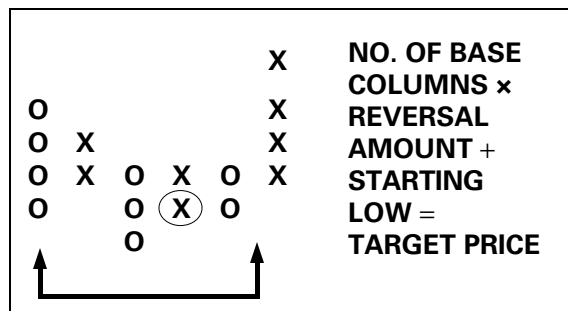 X
O X
O X X
O X O X O X
O O X O
O
NO. OF BASE
COLUMNS ×
REVERSAL
AMOUNT +
STARTING
LOW =
TARGET PRICE